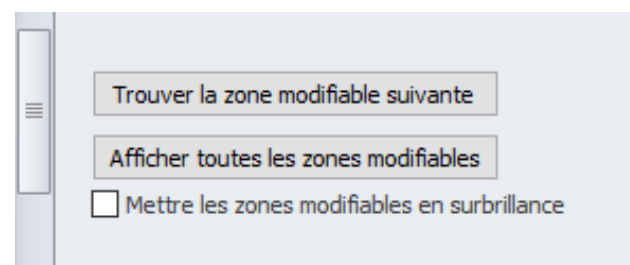 Trouver la zone modifiable suivante
Afficher toutes les zones modifiables
Mettre les zones modifiables en surbrillance